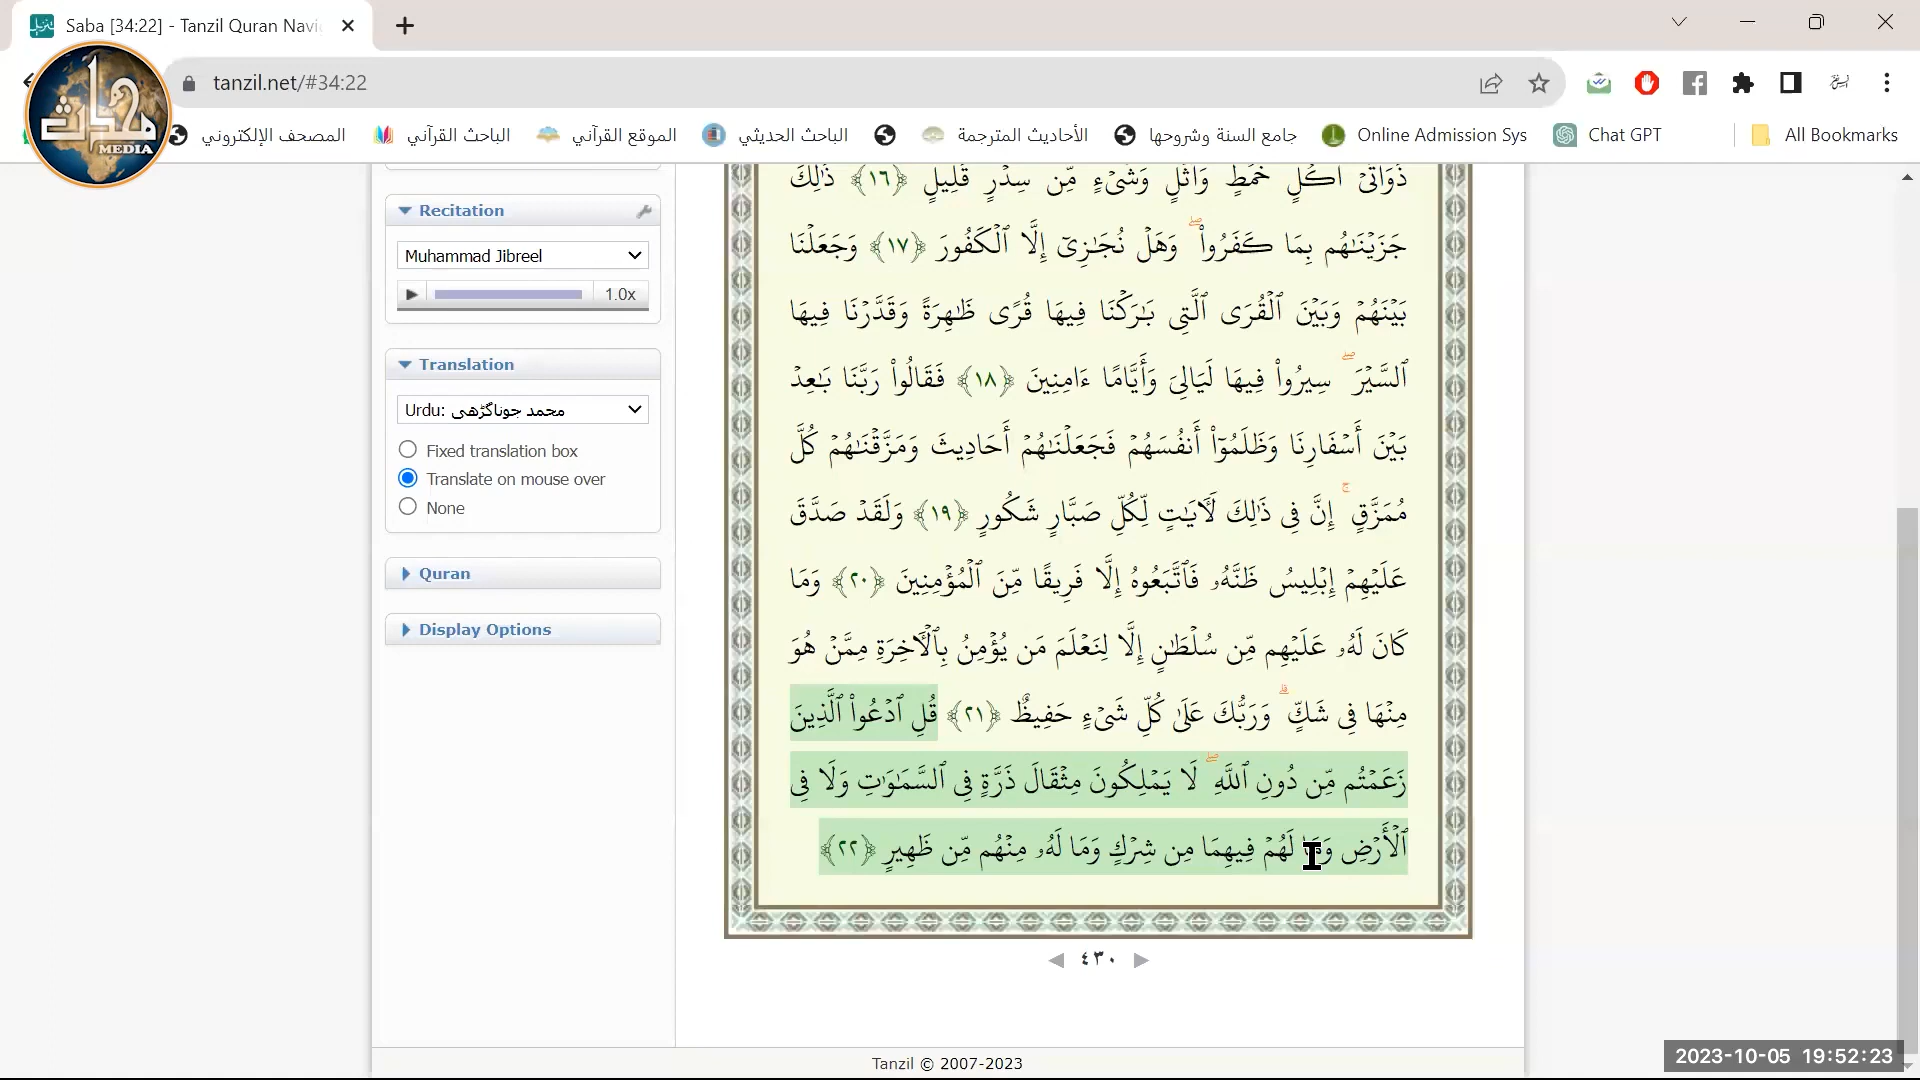 Saba [34:22] - Tanzil Quran Navi
tanzil.net/#34:22
المصحف الإلكتروني
الباحث القرآني
الموقع القرآني
الباحث الحديثي
الأحاديث المترجمة
جامع السنة وشروحها
Online Admission Sys
Chat GPT
All Bookmarks
محدث
MEDIA
Recitation
Muhammad Jibreel
1.0x
Translation
Urdu: محمد جوناگڑھی
Fixed translation box
Translate on mouse over
None
Quran
Display Options
ذَوَاتَىْ أُكُلٍ خَمْطٍ وَأَثْلٍ وَشَىْءٍ مِّن سِدْرٍ قَلِيلٍ ﴿١٦﴾ ذَٰلِكَ
جَزَيْنَـٰهُم بِمَا كَفَرُوا۟ ۖ وَهَلْ نُجَـٰزِىٓ إِلَّا ٱلْكَفُورَ ﴿١٧﴾ وَجَعَلْنَا
بَيْنَهُمْ وَبَيْنَ ٱلْقُرَى ٱلَّتِى بَـٰرَكْنَا فِيهَا قُرًى ظَـٰهِرَةً وَقَدَّرْنَا فِيهَا
ٱلسَّيْرَ ۖ سِيرُوا۟ فِيهَا لَيَالِىَ وَأَيَّامًا ءَامِنِينَ ﴿١٨﴾ فَقَالُوا۟ رَبَّنَا بَـٰعِدْ
بَيْنَ أَسْفَارِنَا وَظَلَمُوٓا۟ أَنفُسَهُمْ فَجَعَلْنَـٰهُمْ أَحَادِيثَ وَمَزَّقْنَـٰهُمْ كُلَّ
مُمَزَّقٍ ۚ إِنَّ فِى ذَٰلِكَ لَـَٔايَـٰتٍ لِّكُلِّ صَبَّارٍ شَكُورٍ ﴿١٩﴾ وَلَقَدْ صَدَّقَ
عَلَيْهِمْ إِبْلِيسُ ظَنَّهُۥ فَٱتَّبَعُوهُ إِلَّا فَرِيقًا مِّنَ ٱلْمُؤْمِنِينَ ﴿٢٠﴾ وَمَا
كَانَ لَهُۥ عَلَيْهِم مِّن سُلْطَـٰنٍ إِلَّا لِنَعْلَمَ مَن يُؤْمِنُ بِٱلْـَٔاخِرَةِ مِمَّنْ هُوَ
مِنْهَا فِى شَكٍّ ۗ وَرَبُّكَ عَلَىٰ كُلِّ شَىْءٍ حَفِيظٌ ﴿٢١﴾ قُلِ ٱدْعُوا۟ ٱلَّذِينَ
زَعَمْتُم مِّن دُونِ ٱللَّهِ ۖ لَا يَمْلِكُونَ مِثْقَالَ ذَرَّةٍ فِى ٱلسَّمَـٰوَٰتِ وَلَا فِى
ٱلْأَرْضِ وَمَا لَهُمْ فِيهِمَا مِن شِرْكٍ وَمَا لَهُۥ مِنْهُم مِّن ظَهِيرٍ ﴿٢٢﴾
٤٣٠
Tanzil © 2007-2023
2023-10-05 19:52:23